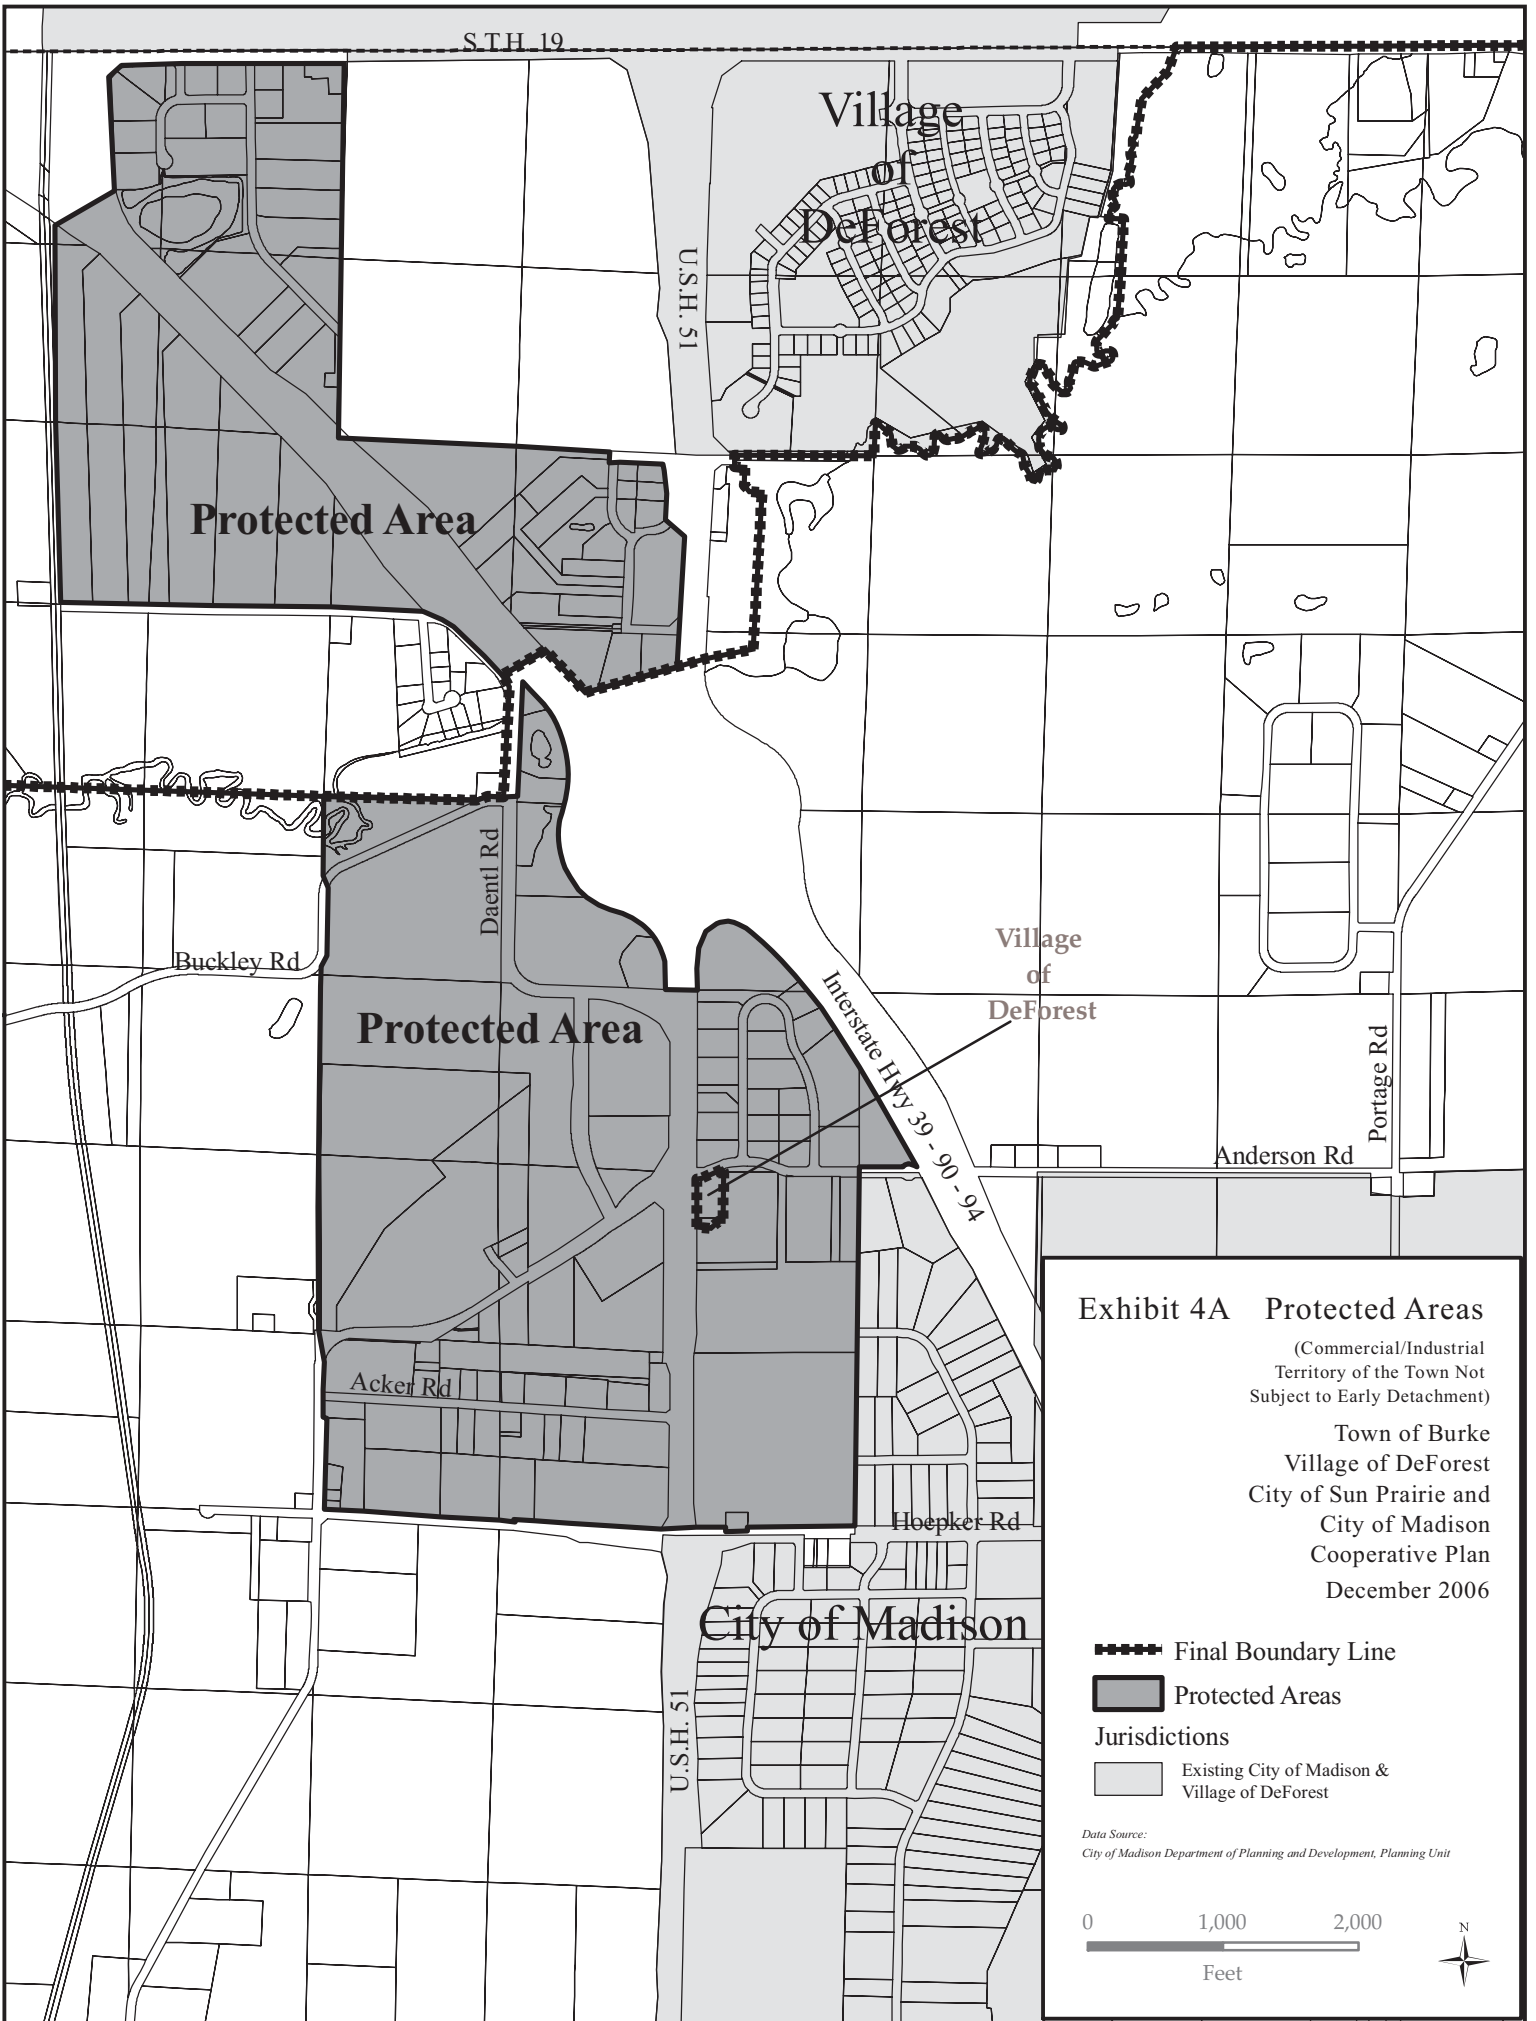 S.T.H. 19
Village
of
DeForest
U.S.H. 51
Protected Area
Daentl Rd
Buckley Rd
Village
of
DeForest
Interstate Hwy 39 - 90 - 94
Protected Area
Portage Rd
Anderson Rd
Acker Rd
Hoepker Rd
City of Madison
U.S.H. 51
Exhibit 4A Protected Areas
(Commercial/Industrial
Territory of the Town Not
Subject to Early Detachment)
Town of Burke
Village of DeForest
City of Sun Prairie and
City of Madison
Cooperative Plan
December 2006
Final Boundary Line
Protected Areas
Jurisdictions
Existing City of Madison &
Village of DeForest
Data Source:
City of Madison Department of Planning and Development, Planning Unit
0 1,000 2,000
Feet
N